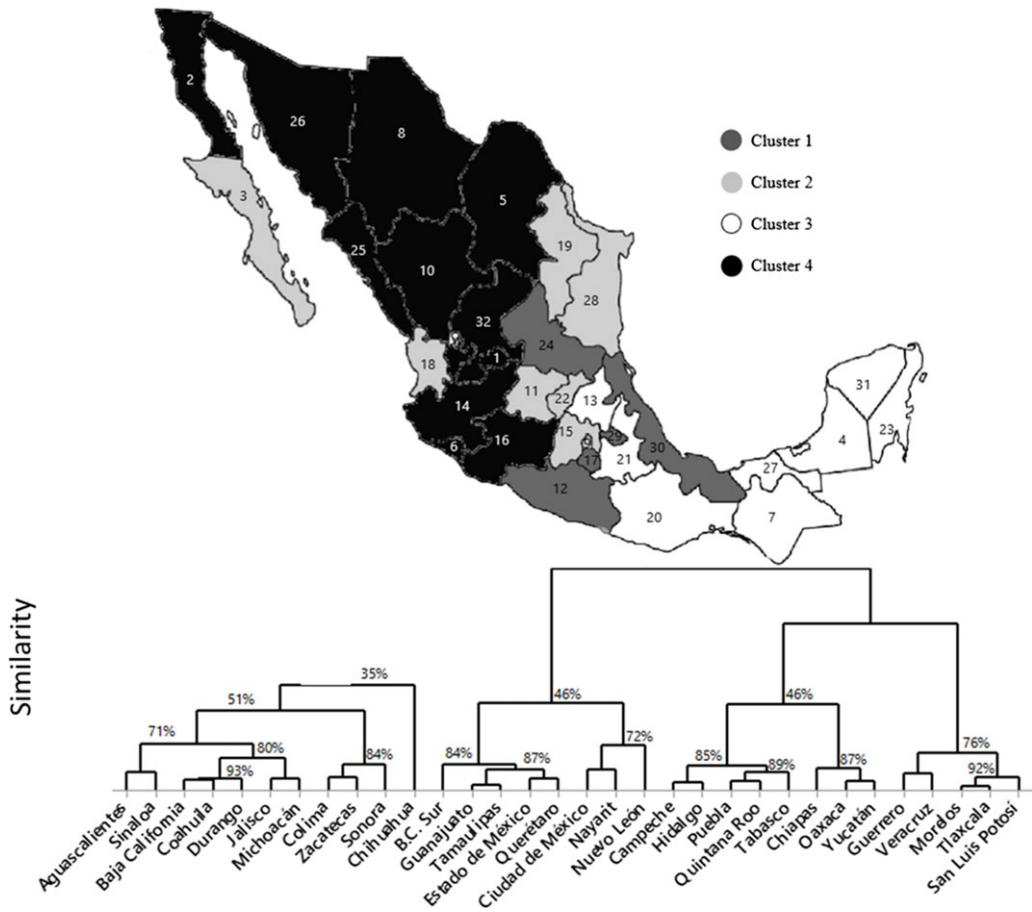 2
26
8
5
3
25
10
19
28
32
24
1
18
11
22
13
14
15
16
6
17
29
21
30
12
20
7
27
4
31
23
Cluster 1
Cluster 2
Cluster 3
Cluster 4
Similarity
35%
51%
71%
80%
93%
84%
46%
84%
87%
72%
46%
85%
89%
87%
76%
92%
Aguascalientes
Sinaloa
Baja California
Coahuila
Durango
Jalisco
Michoacán
Colima
Zacatecas
Sonora
Chihuahua
B.C. Sur
Guanajuato
Tamaulipas
Estado de México
Querétaro
Ciudad de México
Nayarit
Nuevo León
Campeche
Hidalgo
Puebla
Quintana Roo
Tabasco
Chiapas
Oaxaca
Yucatán
Guerrero
Veracruz
Morelos
Tlaxcala
San Luis Potosí